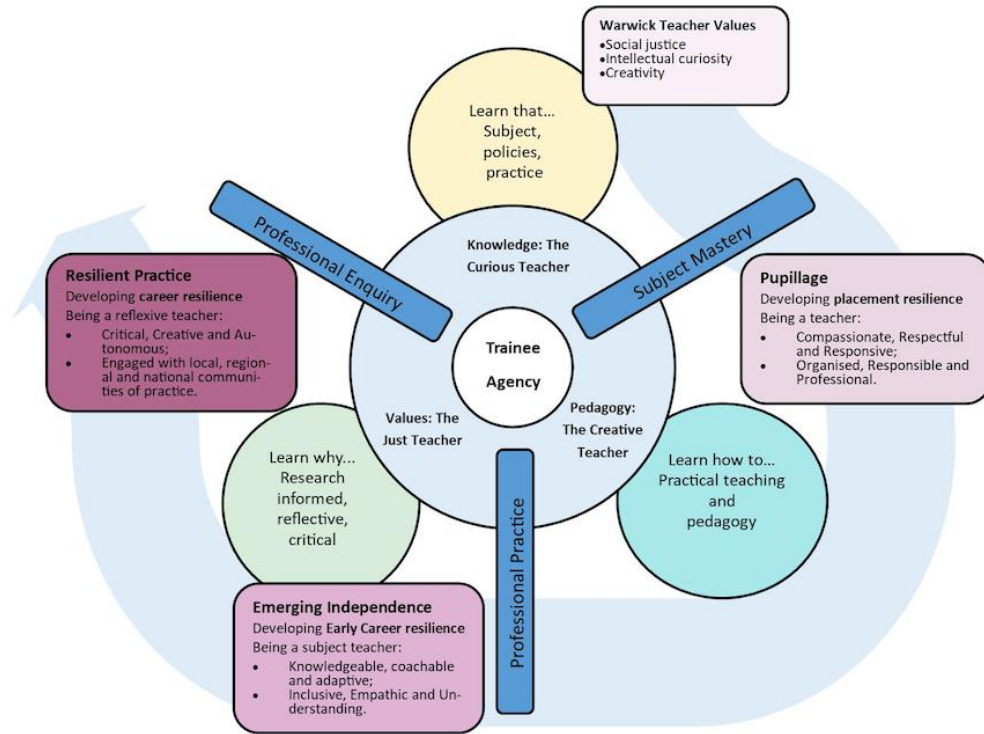 Warwick Teacher Values
•Social justice
•Intellectual curiosity
•Creativity
Learn that...
Subject,
policies,
practice
Professional Enquiry
Subject Mastery
Knowledge: The
Curious Teacher
Resilient Practice
Developing career resilience
Being a reflexive teacher:
• Critical, Creative and Au-
tonomous;
• Engaged with local, region-
al and national communi-
ties of practice.
Pupillage
Developing placement resilience
Being a teacher:
• Compassionate, Respectful
and Responsive;
• Organised, Responsible and
Professional.
Trainee
Agency
Values: The
Just Teacher
Pedagogy:
The Creative
Teacher
Learn why...
Research
informed,
reflective,
critical
Learn how to...
Practical teaching
and
pedagogy
Professional Practice
Emerging Independence
Developing Early Career resilience
Being a subject teacher:
• Knowledgeable, coachable
and adaptive;
• Inclusive, Empathic and Un-
derstanding.